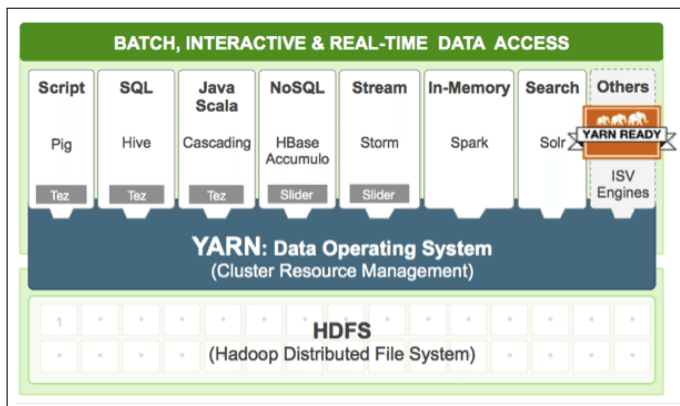 BATCH, INTERACTIVE & REAL-TIME DATA ACCESS
Script
Pig
Tez
SQL
Hive
Tez
Java
Scala
Cascading
Tez
NoSQL
HBase
Accumulo
Slider
Stream
Storm
Slider
In-Memory
Spark
Search
Solr
Others
YARN READY
ISV
Engines
YARN: Data Operating System
(Cluster Resource Management)
1
HDFS
(Hadoop Distributed File System)